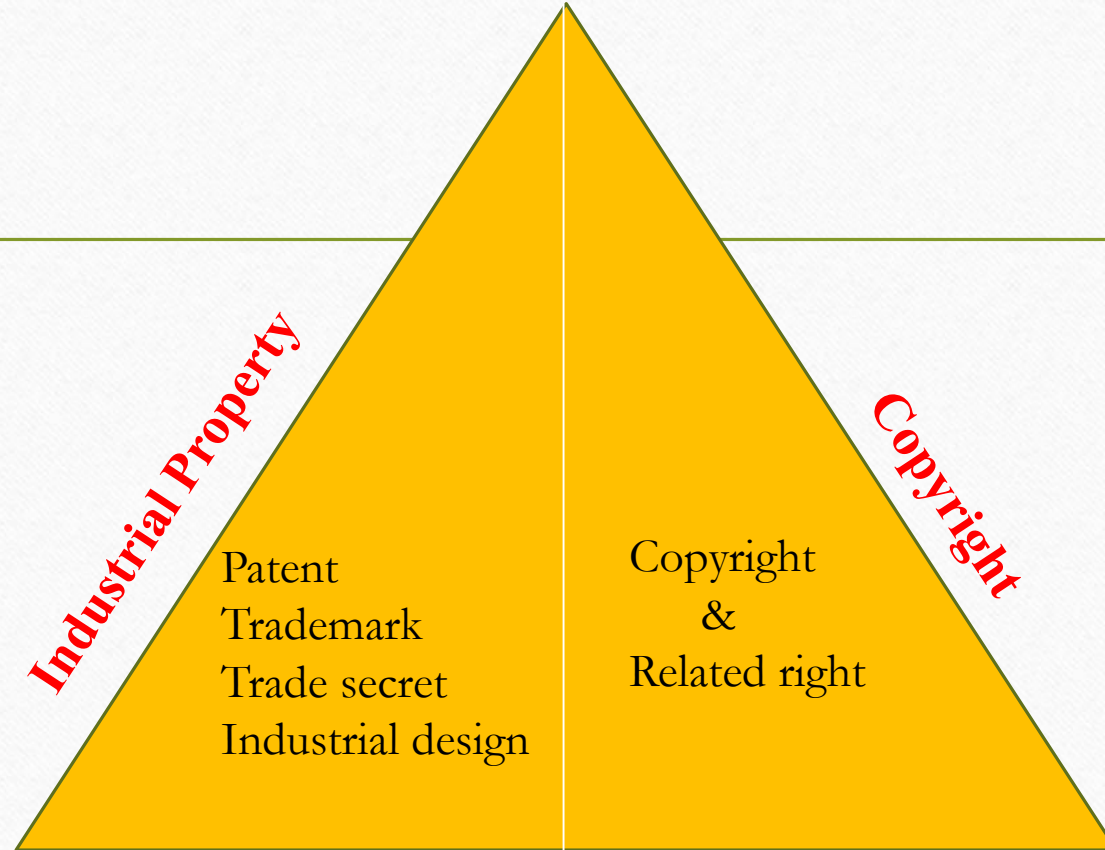 Industrial Property
Patent
Trademark
Trade secret
Industrial design
Copyright
&
Related right
Copyright